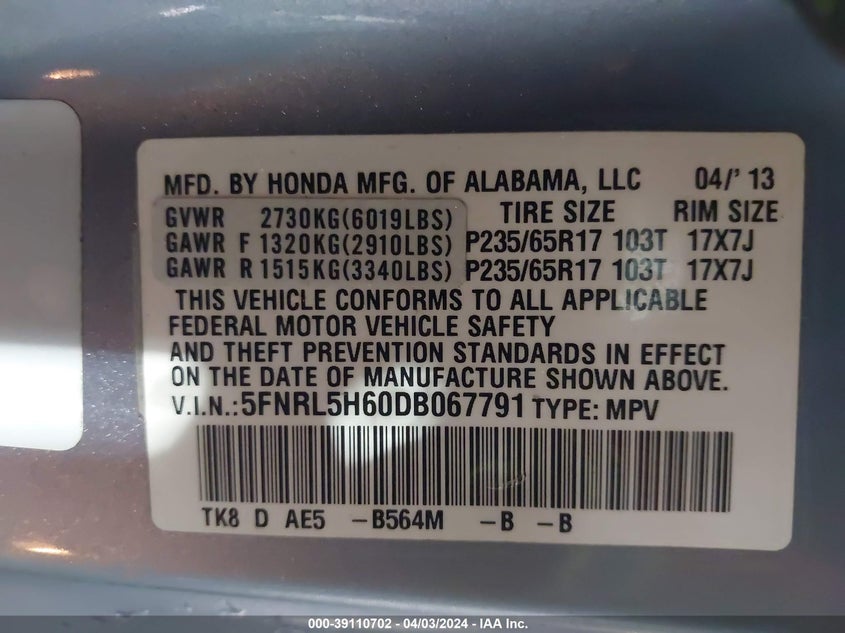 MFD. BY HONDA MFG. OF ALABAMA, LLC 04/'13
GVWR 2730KG(6019LBS) TIRE SIZE RIM SIZE
GAWR F 1320KG(2910LBS) P235/65R17 103T 17X7J
GAWR R 1515KG(3340LBS) P235/65R17 103T 17X7J
THIS VEHICLE CONFORMS TO ALL APPLICABLE
FEDERAL MOTOR VEHICLE SAFETY
AND THEFT PREVENTION STANDARDS IN EFFECT
ON THE DATE OF MANUFACTURE SHOWN ABOVE.
V.I.N.:5FNRL5H60DB067791 TYPE: MPV
TK8 D AE5 –B564M –B –B
000-39110702 - 04/03/2024 - IAA Inc.